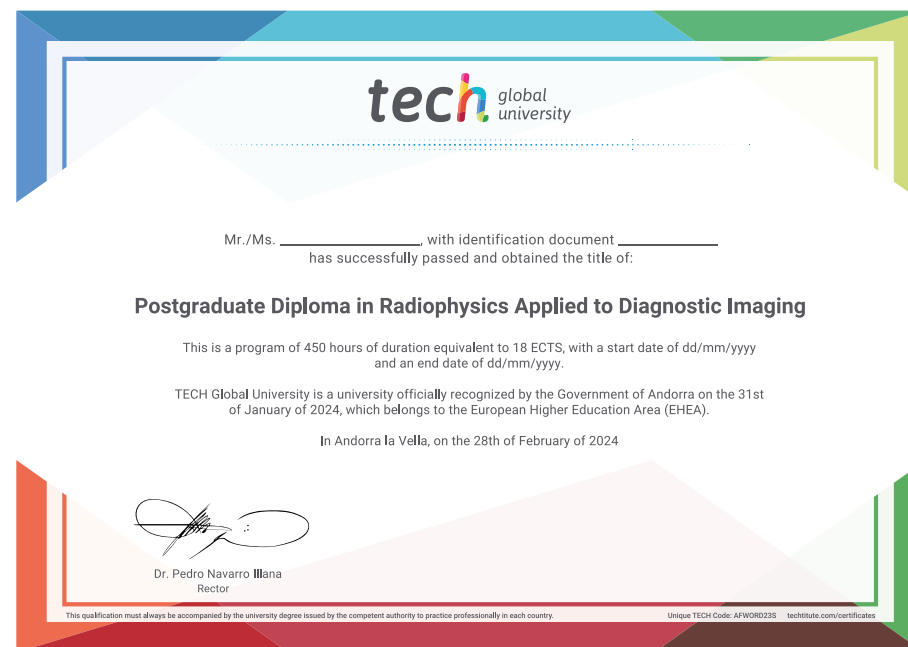 tech global university
Mr./Ms. ____________________, with identification document ______________
has successfully passed and obtained the title of:
Postgraduate Diploma in Radiophysics Applied to Diagnostic Imaging
This is a program of 450 hours of duration equivalent to 18 ECTS, with a start date of dd/mm/yyyy
and an end date of dd/mm/yyyy.
TECH Global University is a university officially recognized by the Government of Andorra on the 31st
of January of 2024, which belongs to the European Higher Education Area (EHEA).
In Andorra la Vella, on the 28th of February of 2024
Dr. Pedro Navarro Illana
Rector
This qualification must always be accompanied by the university degree issued by the competent authority to practice professionally in each country.
Unique TECH Code: AFWORD23S techtitute.com/certificates